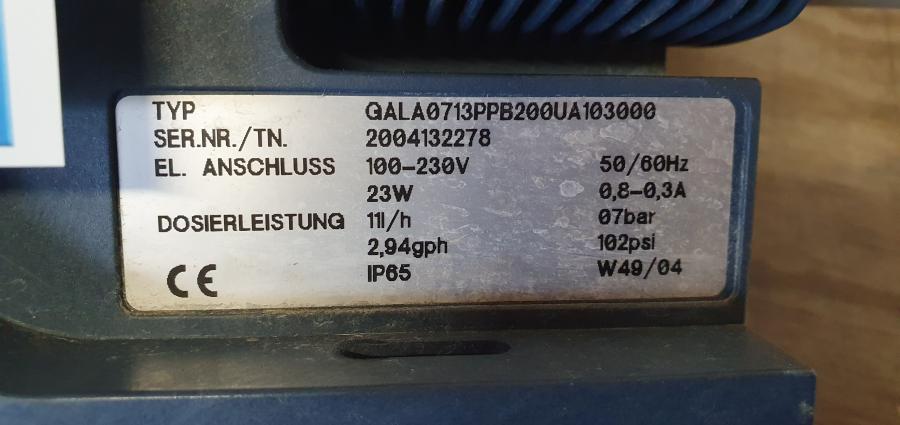 TYP GALA0713PPB200UA103000
SER.NR./TN. 2004132278
EL. ANSCHLUSS 100-230V 50/60Hz
23W 0,8-0,3A
DOSIERLEISTUNG 11l/h 07bar
2,94gph 102psi
CE IP65 W49/04